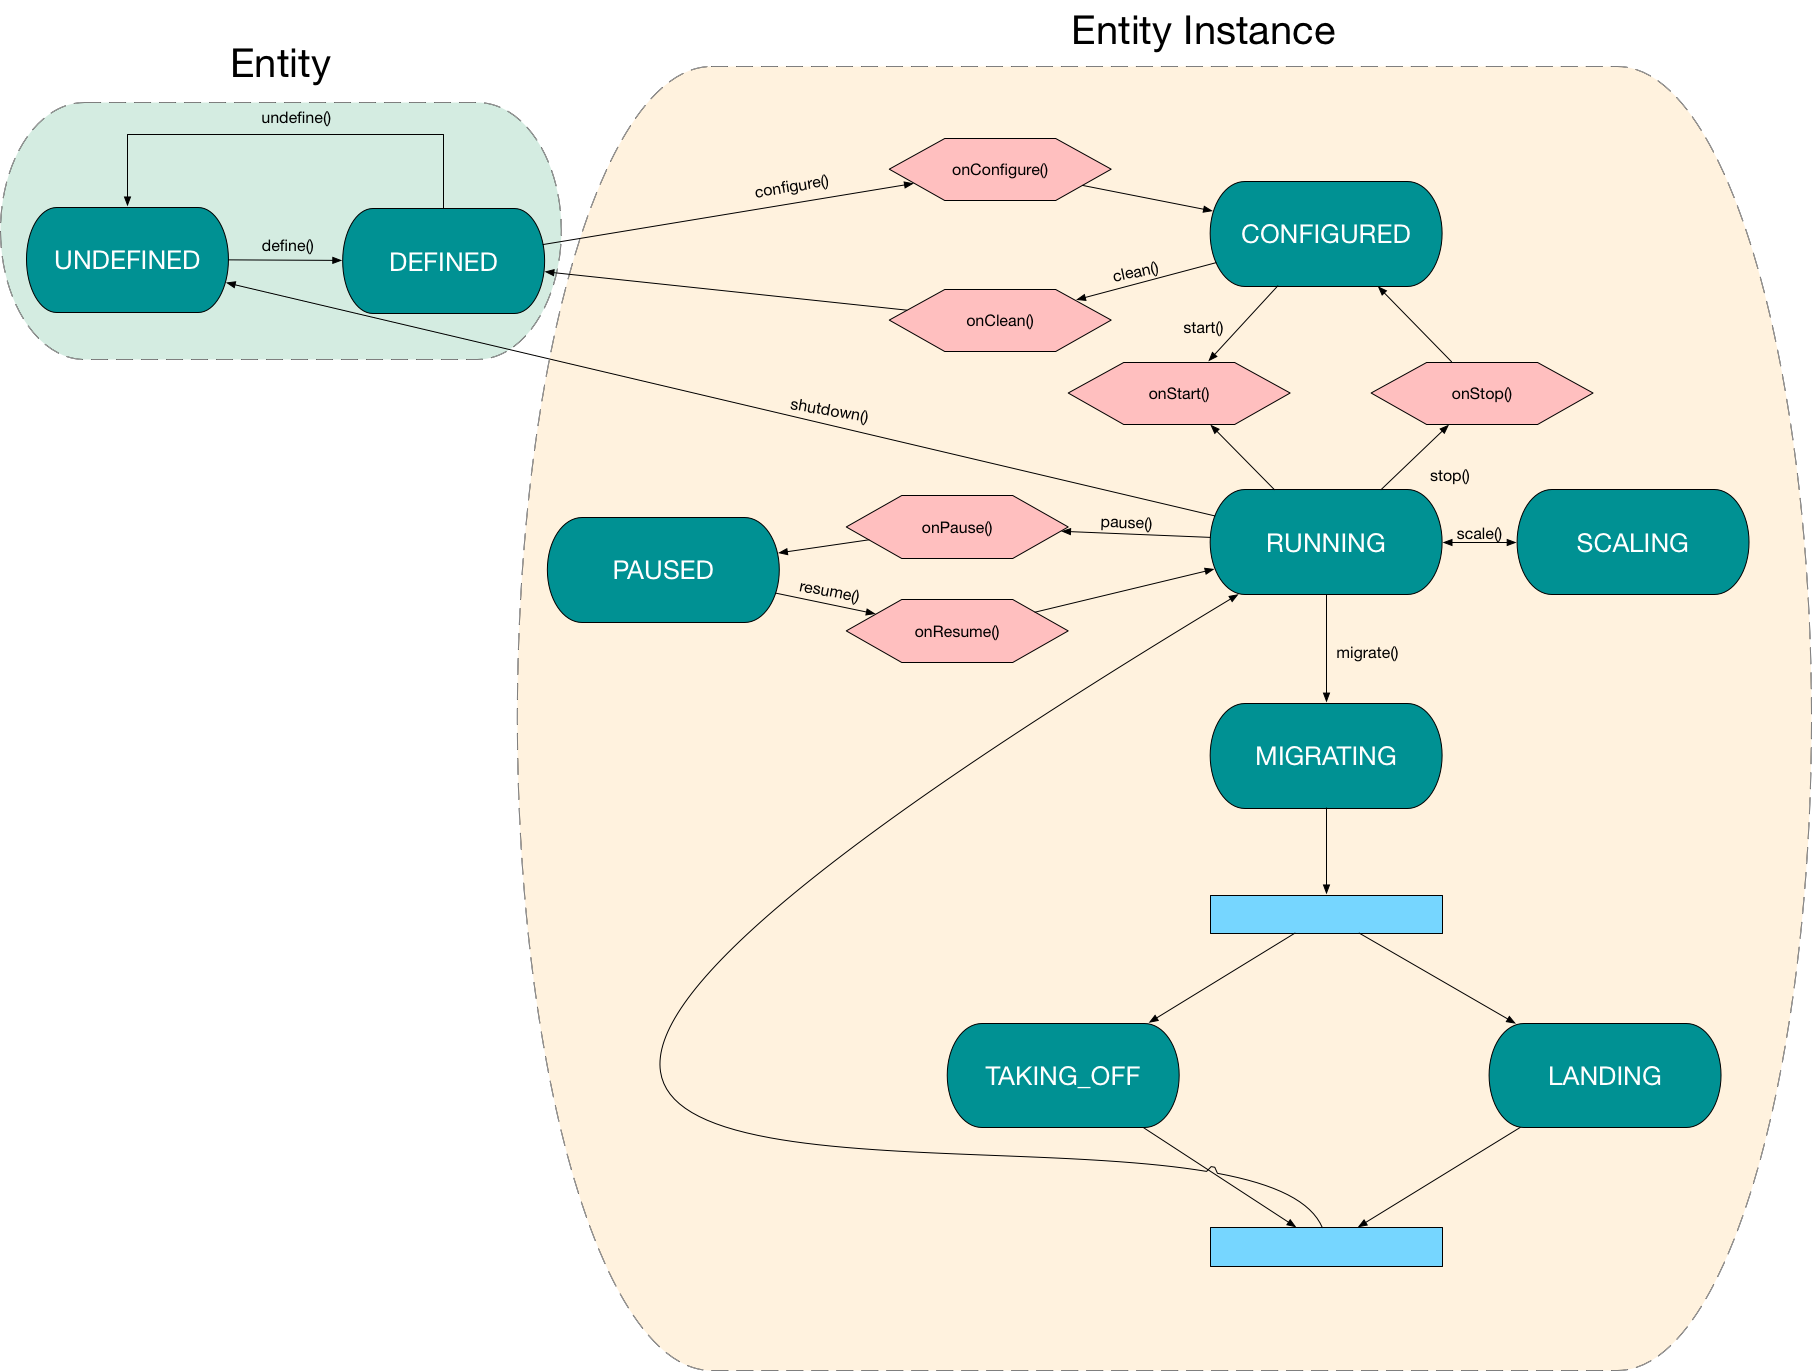 Entity Instance
Entity
undefine()
UNDEFINED
define()
DEFINED
configure()
onConfigure()
CONFIGURED
clean()
onClean()
start()
onStart()
onStop()
shutdown()
stop()
PAUSED
onPause()
pause()
RUNNING
scale()
SCALING
resume()
onResume()
migrate()
MIGRATING
TAKING_OFF
LANDING